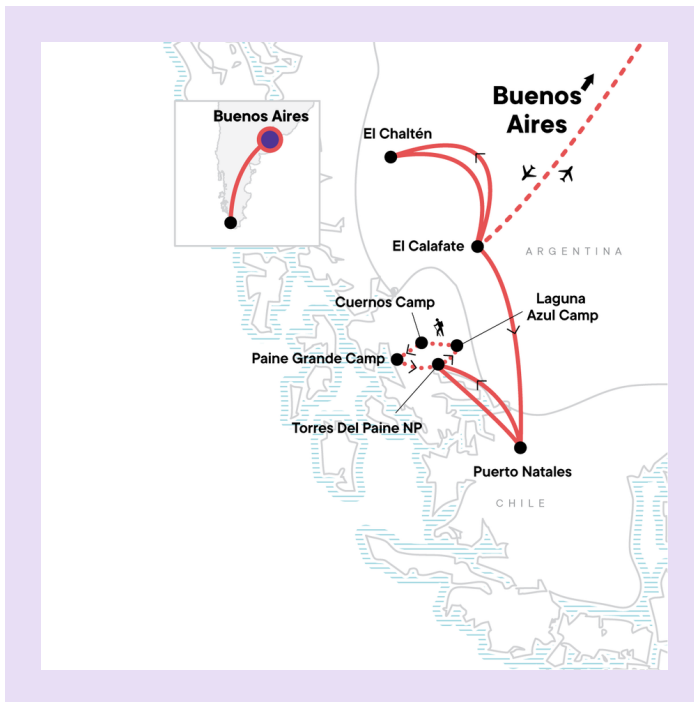 Buenos Aires
Buenos
Aires
El Chaltén
El Calafate
ARGENTINA
Cuernos Camp
Laguna
Azul Camp
Paine Grande Camp
Torres Del Paine NP
Puerto Natales
CHILE